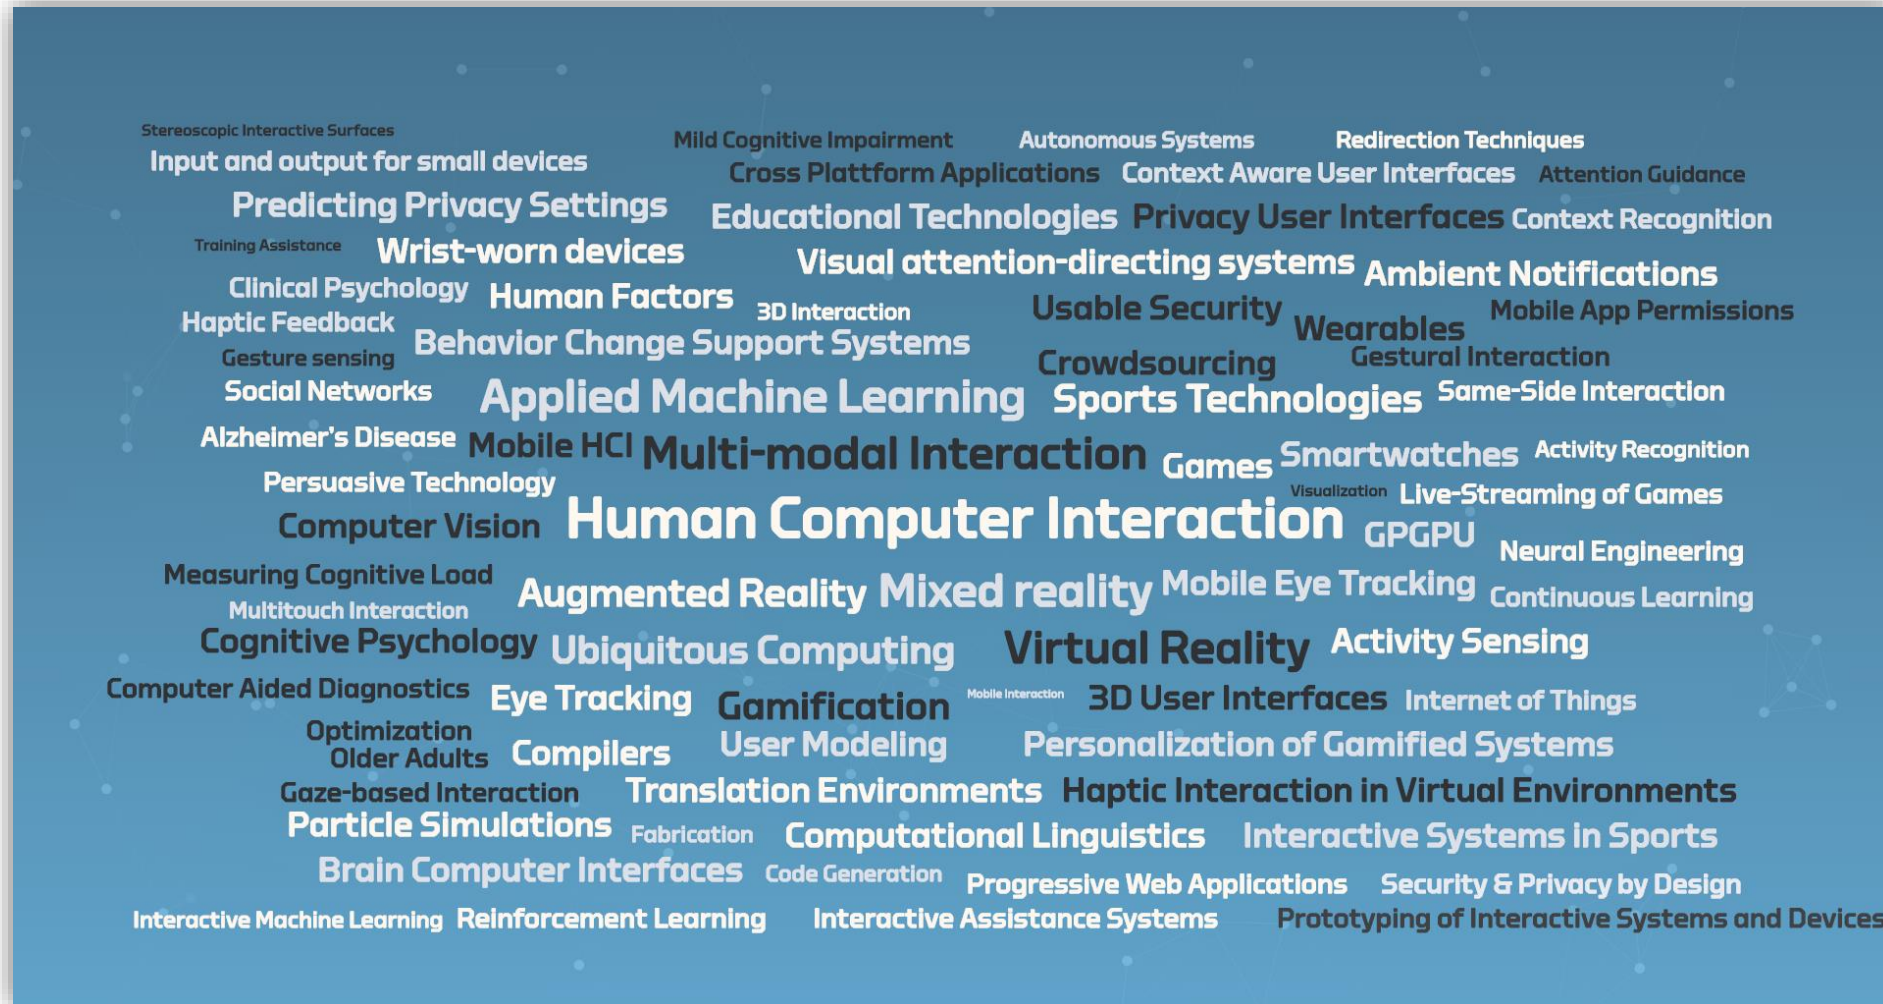 Stereoscopic Interactive Surfaces
Mild Cognitive Impairment Autonomous Systems Redirection Techniques
Input and output for small devices Cross Plattform Applications Context Aware User Interfaces Attention Guidance
Predicting Privacy Settings Educational Technologies Privacy User Interfaces Context Recognition
Training Assistance Wrist-worn devices Visual attention-directing systems Ambient Notifications
Clinical Psychology Human Factors 3D Interaction Usable Security Wearables Mobile App Permissions
Haptic Feedback Behavior Change Support Systems
Gesture sensing Crowdsourcing Gestural Interaction
Social Networks Applied Machine Learning Sports Technologies Same-Side Interaction
Alzheimer's Disease Mobile HCI Multi-modal Interaction Games Smartwatches Activity Recognition
Persuasive Technology Visualization Live-Streaming of Games
Computer Vision Human Computer Interaction GPGPU Neural Engineering
Measuring Cognitive Load Augmented Reality Mixed reality Mobile Eye Tracking Continuous Learning
Multitouch Interaction
Cognitive Psychology Ubiquitous Computing Virtual Reality Activity Sensing
Computer Aided Diagnostics Eye Tracking Gamification Mobile Interaction 3D User Interfaces Internet of Things
Optimization
Older Adults Compilers User Modeling Personalization of Gamified Systems
Gaze-based Interaction Translation Environments Haptic Interaction in Virtual Environments
Particle Simulations Fabrication Computational Linguistics Interactive Systems in Sports
Brain Computer Interfaces Code Generation Progressive Web Applications Security & Privacy by Design
Interactive Machine Learning Reinforcement Learning Interactive Assistance Systems Prototyping of Interactive Systems and Devices